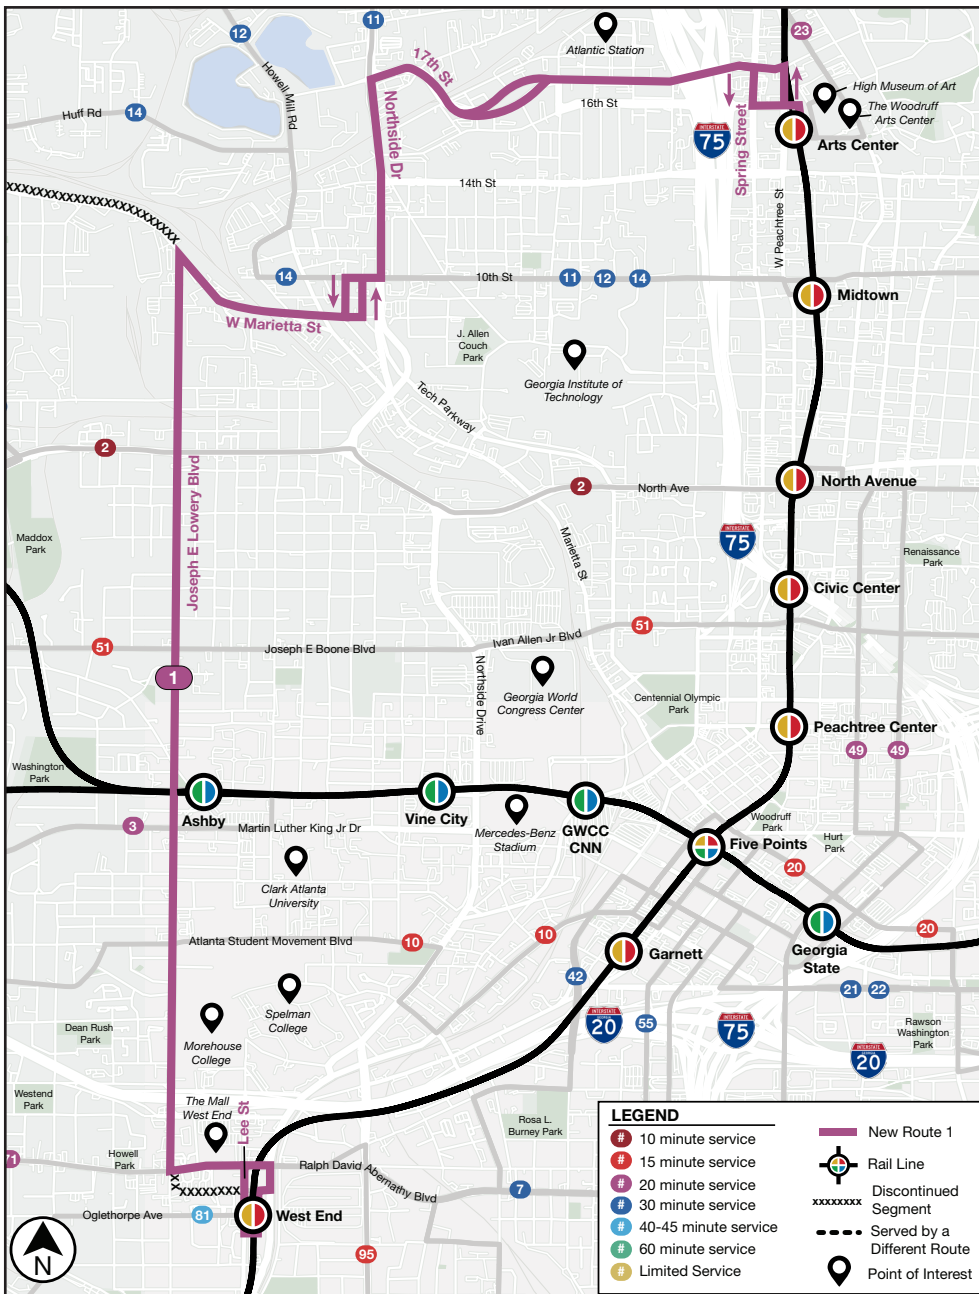 12
11
23
Atlantic Station
17th St
Howell Mill Rd
Huff Rd
14
16th St
High Museum of Art
The Woodruff
Arts Center
INTERSTATE
75
Arts Center
Northside Dr
Spring Street
14th St
W Peachtree St
14
10th St
11
12
14
Midtown
W Marietta St
J. Allen
Couch
Park
Georgia Institute of
Technology
Tech Parkway
2
2
North Ave
North Avenue
Joseph E Lowery Blvd
Maddox
Park
Marietta St
INTERSTATE
75
Renaissance
Park
Civic Center
51
Joseph E Boone Blvd
Ivan Allen Jr Blvd
51
1
Northside Drive
Georgia World
Congress Center
Centennial Olympic
Park
Peachtree Center
49
49
Washington
Park
Ashby
Vine City
Mercedes-Benz
Stadium
GWCC
CNN
Woodruff
Park
Hurt
Park
Five Points
3
Martin Luther King Jr Dr
20
Clark Atlanta
University
Atlanta Student Movement Blvd
10
10
Garnett
Georgia
State
20
42
21
22
Spelman
College
Morehouse
College
Dean Rush
Park
INTERSTATE
20
55
INTERSTATE
75
Rawson
Washington
Park
INTERSTATE
20
Westend
Park
The Mall
West End
Lee St
Rosa L.
Burney Park
71
Howell
Park
Ralph David Abernathy Blvd
7
Oglethorpe Ave
81
West End
95
N
LEGEND
# 10 minute service
# 15 minute service
# 20 minute service
# 30 minute service
# 40-45 minute service
# 60 minute service
# Limited Service
New Route 1
Rail Line
xxxxxxxx Discontinued
Segment
Served by a
Different Route
Point of Interest